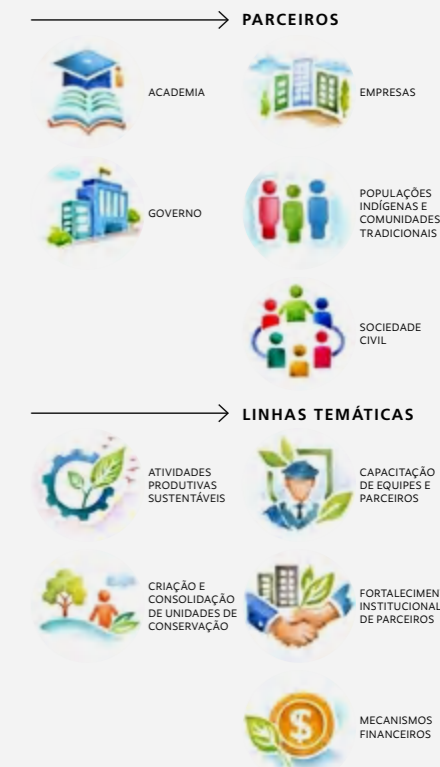 PARCEIROS
ACADEMIA
EMPRESAS
GOVERNO
POPULAÇÕES
INDÍGENAS E
COMUNIDADES
TRADICIONAIS
SOCIEDADE
CIVIL
LINHAS TEMÁTICAS
ATIVIDADES
PRODUTIVAS
SUSTENTÁVEIS
CAPACITAÇÃO
DE EQUIPES E
PARCEIROS
CRIAÇÃO E
CONSOLIDAÇÃO
DE UNIDADES DE
CONSERVAÇÃO
FORTALECIMEN
INSTITUCIONAL
DE PARCEIROS
MECANISMOS
FINANCEIROS